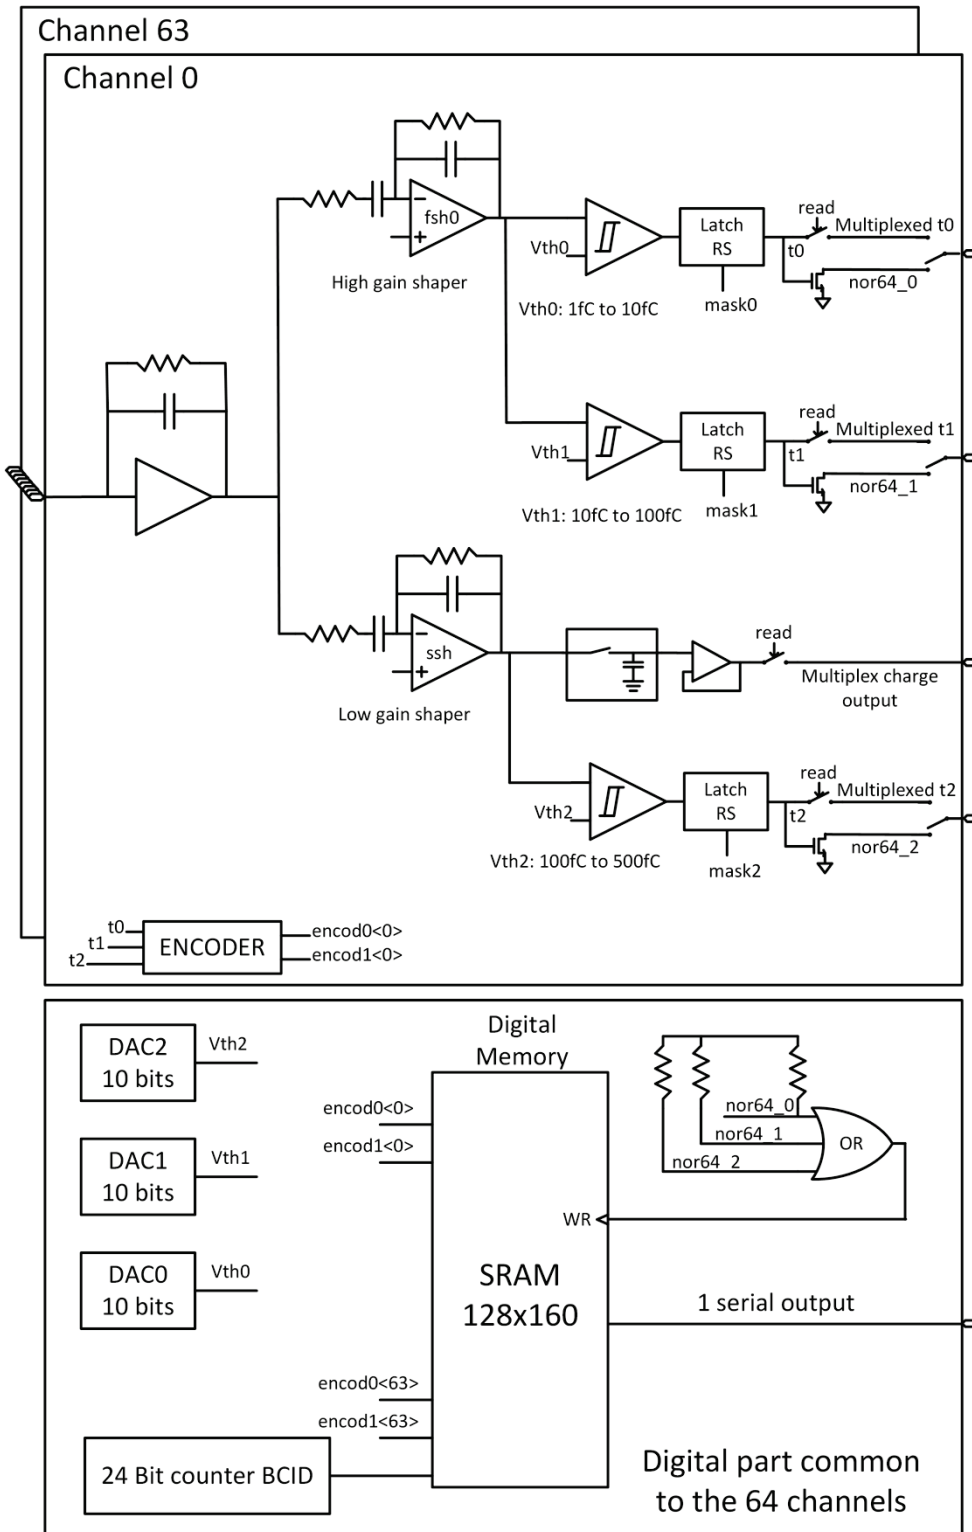 Channel 63
Channel 0
fsh0
High gain shaper
Vth0
Vth0: 1fC to 10fC
Latch
RS
mask0
t0
read
Multiplexed t0
nor64_0
Vth1
Vth1: 10fC to 100fC
Latch
RS
mask1
t1
read
Multiplexed t1
nor64_1
ssh
Low gain shaper
read
Multiplex charge
output
Vth2
Vth2: 100fC to 500fC
Latch
RS
mask2
t2
read
Multiplexed t2
nor64_2
t0
t1
t2
ENCODER
encod0<0>
encod1<0>
DAC2
10 bits
Vth2
DAC1
10 bits
Vth1
DAC0
10 bits
Vth0
Digital
Memory
encod0<0>
encod1<0>
WR
SRAM
128x160
encod0<63>
encod1<63>
24 Bit counter BCID
nor64_0
nor64_1
nor64_2
OR
1 serial output
Digital part common
to the 64 channels